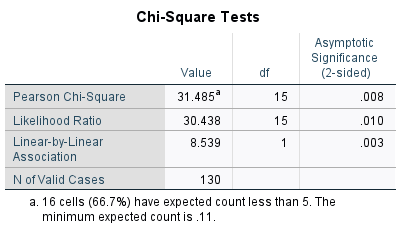 Chi-Square Tests
Value df Asymptotic Significance (2-sided)
Pearson Chi-Square 31.485a 15 .008
Likelihood Ratio 30.438 15 .010
Linear-by-Linear Association 8.539 1 .003
N of Valid Cases 130
a. 16 cells (66.7%) have expected count less than 5. The
minimum expected count is .11.